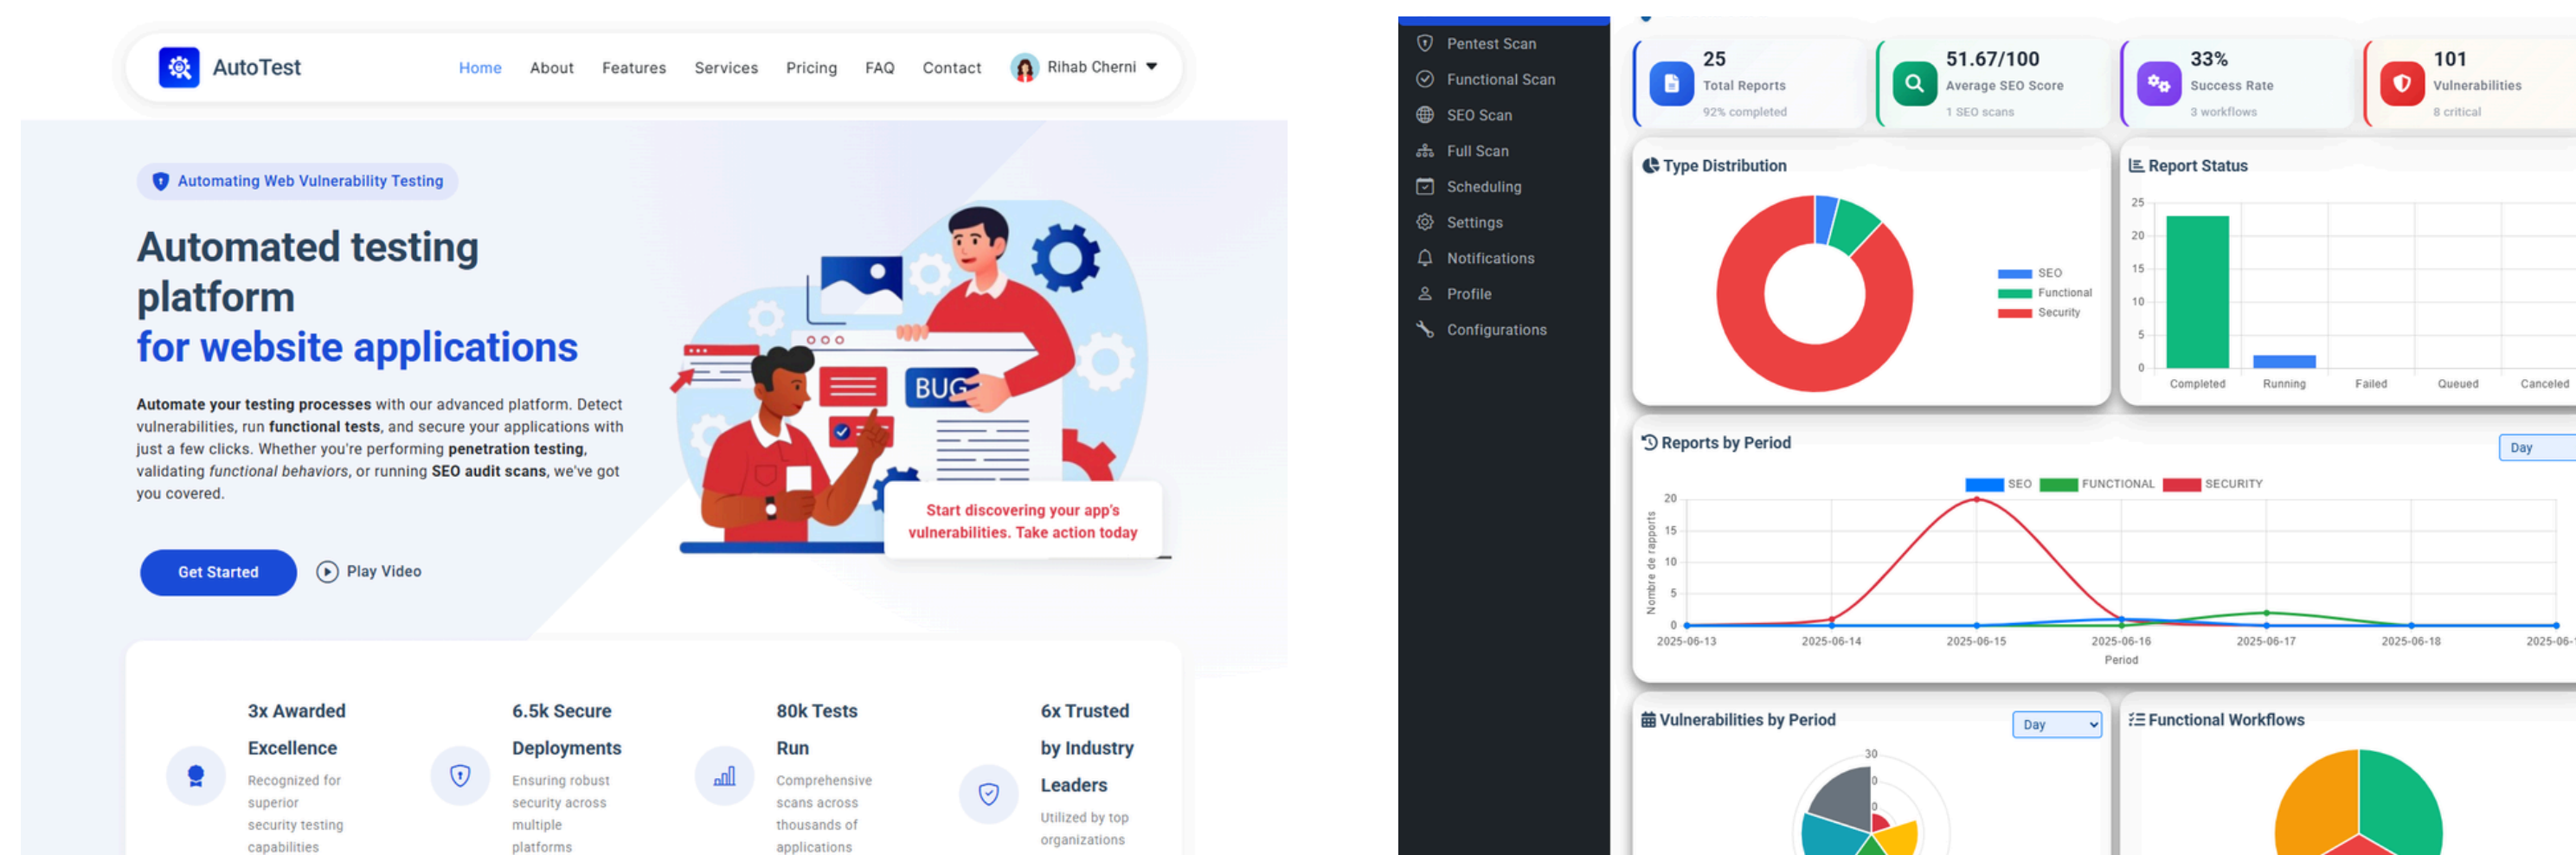 AutoTest
Home About Features Services Pricing FAQ Contact Rihab Cherni
Automating Web Vulnerability Testing
Automated testing
platform
for website applications
Automate your testing processes with our advanced platform. Detect
vulnerabilities, run functional tests, and secure your applications with
just a few clicks. Whether you're performing penetration testing,
validating functional behaviors, or running SEO audit scans, we've got
you covered.
Get Started
Play Video
BUG
Start discovering your app's
vulnerabilities. Take action today
3x Awarded
Excellence
Recognized for
superior
security testing
capabilities
6.5k Secure
Deployments
Ensuring robust
security across
multiple
platforms
80k Tests
Run
Comprehensive
scans across
thousands of
applications
6x Trusted
by Industry
Leaders
Utilized by top
organizations
Pentest Scan
Functional Scan
SEO Scan
Full Scan
Scheduling
Settings
Notifications
Profile
Configurations
25
Total Reports
92% completed
51.67/100
Average SEO Score
1 SEO scans
33%
Success Rate
3 workflows
101
Vulnerabilities
8 critical
Type Distribution
SEO
Functional
Security
Report Status
25
20
15
10
5
0
Completed Running Failed Queued Canceled
Reports by Period
Day
SEO FUNCTIONAL SECURITY
Nombre de rapports
20
15
10
5
0
2025-06-13 2025-06-14 2025-06-15 2025-06-16 2025-06-17 2025-06-18 2025-06-
Period
Vulnerabilities by Period
Day
30
0
0
Functional Workflows